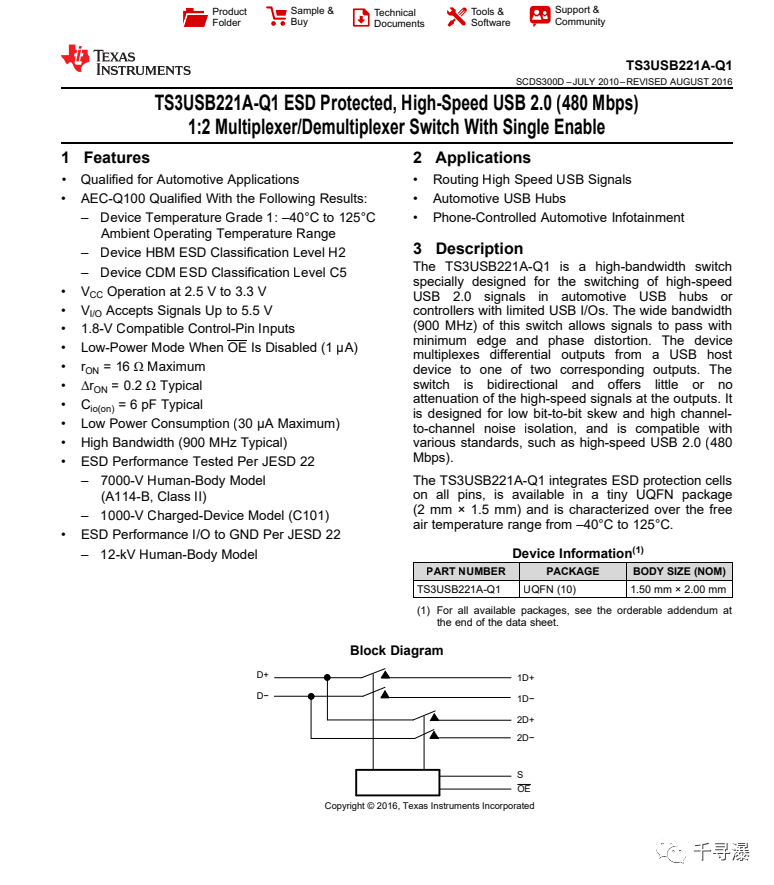 Product
Folder
Sample &
Buy
Technical
Documents
Tools &
Software
Support &
Community
TEXAS
INSTRUMENTS
TS3USB221A-Q1
SCDS300D – JULY 2010 – REVISED AUGUST 2016
TS3USB221A-Q1 ESD Protected, High-Speed USB 2.0 (480 Mbps)
1:2 Multiplexer/Demultiplexer Switch With Single Enable
1 Features
• Qualified for Automotive Applications
• AEC-Q100 Qualified With the Following Results:
– Device Temperature Grade 1: –40°C to 125°C
Ambient Operating Temperature Range
– Device HBM ESD Classification Level H2
– Device CDM ESD Classification Level C5
• VCC Operation at 2.5 V to 3.3 V
• VI/O Accepts Signals Up to 5.5 V
• 1.8-V Compatible Control-Pin Inputs
• Low-Power Mode When OE Is Disabled (1 μA)
• rON = 16 Ω Maximum
• ΔrON = 0.2 Ω Typical
• Cio(on) = 6 pF Typical
• Low Power Consumption (30 μA Maximum)
• High Bandwidth (900 MHz Typical)
• ESD Performance Tested Per JESD 22
– 7000-V Human-Body Model
(A114-B, Class II)
– 1000-V Charged-Device Model (C101)
• ESD Performance I/O to GND Per JESD 22
– 12-kV Human-Body Model
2 Applications
• Routing High Speed USB Signals
• Automotive USB Hubs
• Phone-Controlled Automotive Infotainment
3 Description
The TS3USB221A-Q1 is a high-bandwidth switch
specially designed for the switching of high-speed
USB 2.0 signals in automotive USB hubs or
controllers with limited USB I/Os. The wide bandwidth
(900 MHz) of this switch allows signals to pass with
minimum edge and phase distortion. The device
multiplexes differential outputs from a USB host
device to one of two corresponding outputs. The
switch is bidirectional and offers little or no
attenuation of the high-speed signals at the outputs. It
is designed for low bit-to-bit skew and high channel-
to-channel noise isolation, and is compatible with
various standards, such as high-speed USB 2.0 (480
Mbps).
The TS3USB221A-Q1 integrates ESD protection cells
on all pins, is available in a tiny UQFN package
(2 mm × 1.5 mm) and is characterized over the free
air temperature range from –40°C to 125°C.
Device Information(1)
PART NUMBER PACKAGE BODY SIZE (NOM)
TS3USB221A-Q1 UQFN (10) 1.50 mm × 2.00 mm
(1) For all available packages, see the orderable addendum at
the end of the data sheet.
Block Diagram
D+
D−
1D+
1D−
2D+
2D−
S
OE
Copyright © 2016, Texas Instruments Incorporated
千寻瀑